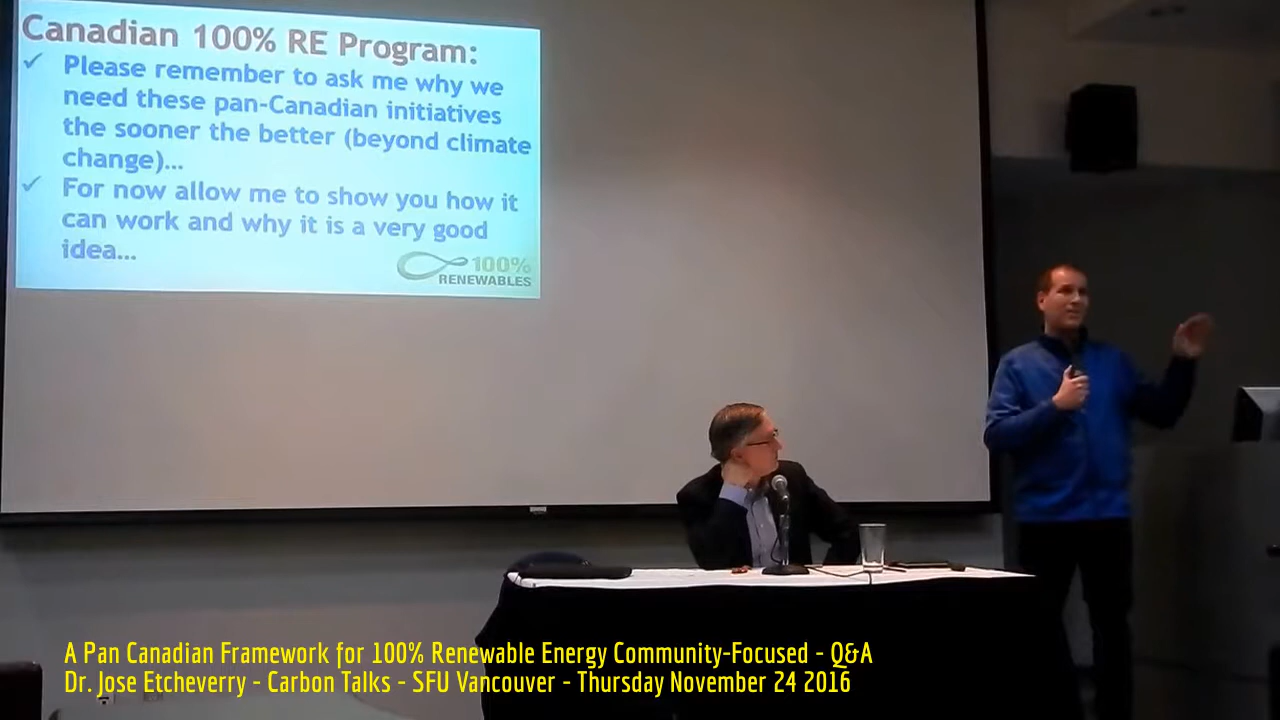 Canadian 100% RE Program:
✓ Please remember to ask me why we
need these pan-Canadian initiatives
the sooner the better (beyond climate
change)...
✓ For now allow me to show you how it
can work and why it is a very good
idea...
100%
RENEWABLES
A Pan Canadian Framework for 100% Renewable Energy Community-Focused - Q&A
Dr. Jose Etcheverry - Carbon Talks - SFU Vancouver - Thursday November 24 2016